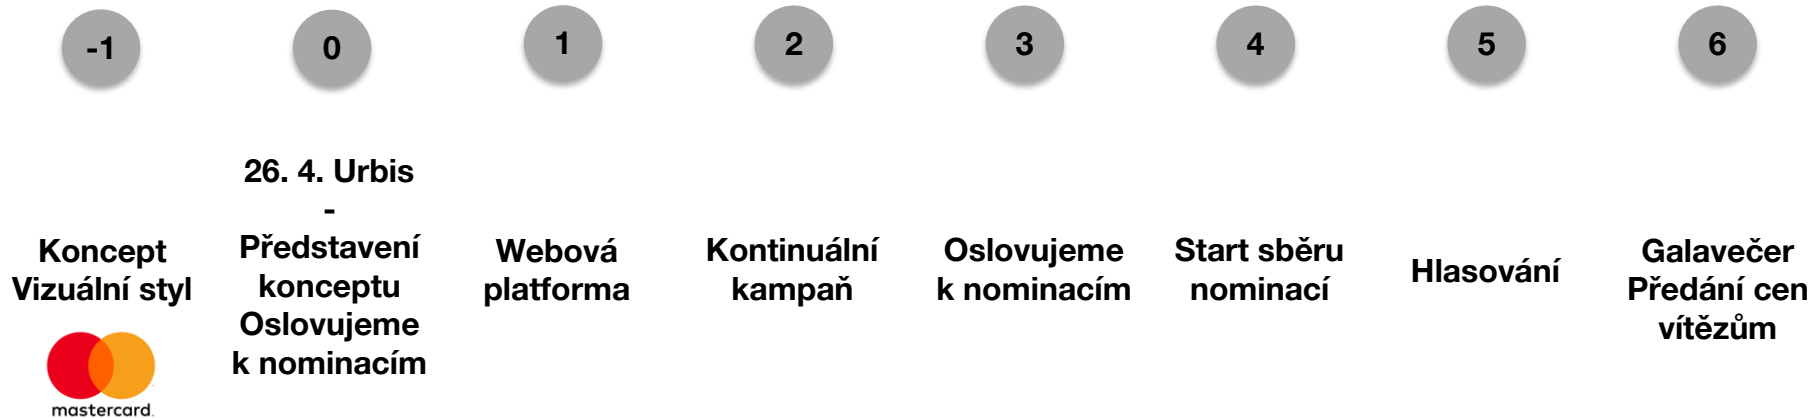 -1
0
1
2
3
4
5
6
Koncept
Vizuální styl
mastercard.
26. 4. Urbis
-
Představení
konceptu
Oslovujeme
k nominacím
Webová
platforma
Kontinuální
kampaň
Oslovujeme
k nominacím
Start sběru
nominací
Hlasování
Galavečer
Předání cen
vítězům